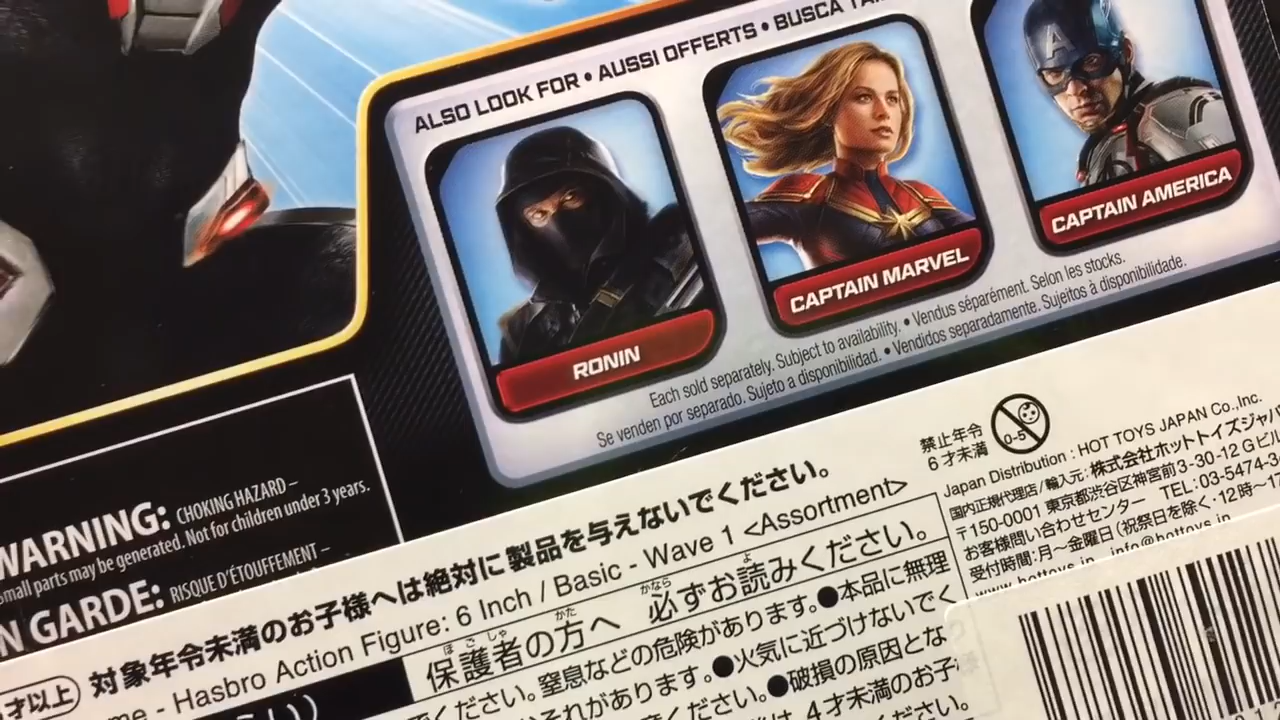 ALSO LOOK FOR • AUSSI OFFERTS • BUSCA
RONIN
CAPTAIN MARVEL
CAPTAIN AMERICA
Each sold separately. Subject to availability. • Vendus séparément. Selon les stocks.
Se venden por separado. Sujeto a disponibilidad. • Vendidos separadamente. Sujeitos à disponibilidade.
WARNING: CHOKING HAZARD –
Small parts may be generated. Not for children under 3 years.
GARDE: RISQUE D'ÉTOUFFEMENT –
禁止年令
6才未満
0-5
Japan Distribution : HOT TOYS JAPAN Co.,Inc.
国内正規代理店/輸入元: 株式会社ホットトイズジャパ
〒150-0001 東京都渋谷区神宮前3-30-12 Gビル
お客様問い合わせセンター TEL:03-5474-3
受付時間:月〜金曜日(祝祭日を除く・12時〜17
www.hottoys.jp info@hottoys.jp
才以上
対象年令未満のお子様へは絶対に製品を与えないでください。
- Hasbro Action Figure: 6 Inch / Basic - Wave 1 <Assortment>
保護者の方へ 必ずお読みください。
ください。窒息などの危険があります。●本品に無理
それがあります。●火気に近づけないでく
ください。●破損の原因とな
4才未満のお子